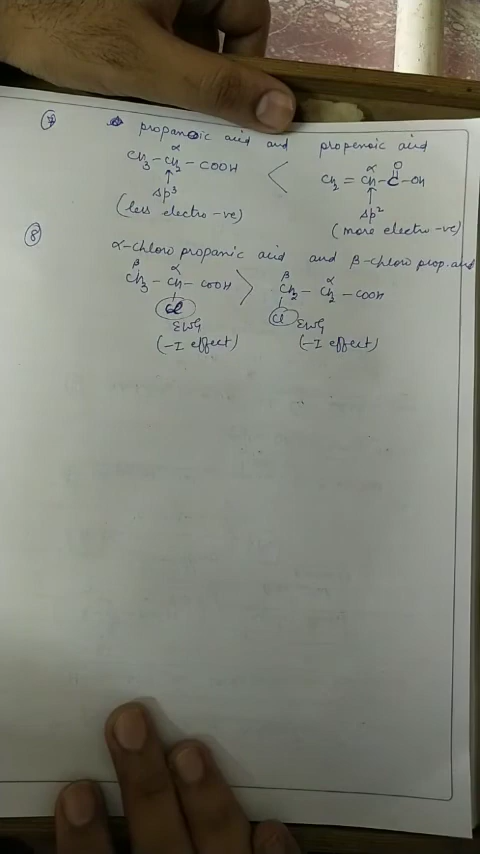 ⑦ propanoic acid and propenoic acid
α
CH3 - CH2 - COOH < CH2 = CH - C - OH
α O
↑ ↑
sp³ sp²
(less electro -ve) (more electro -ve)
⑧ α-chloro propanic acid and β-chloro prop. acid
β α β α
CH3 - CH - COOH > CH2 - CH2 - COOH
Cl Cl
EWG EWG
(-I effect) (-I effect)